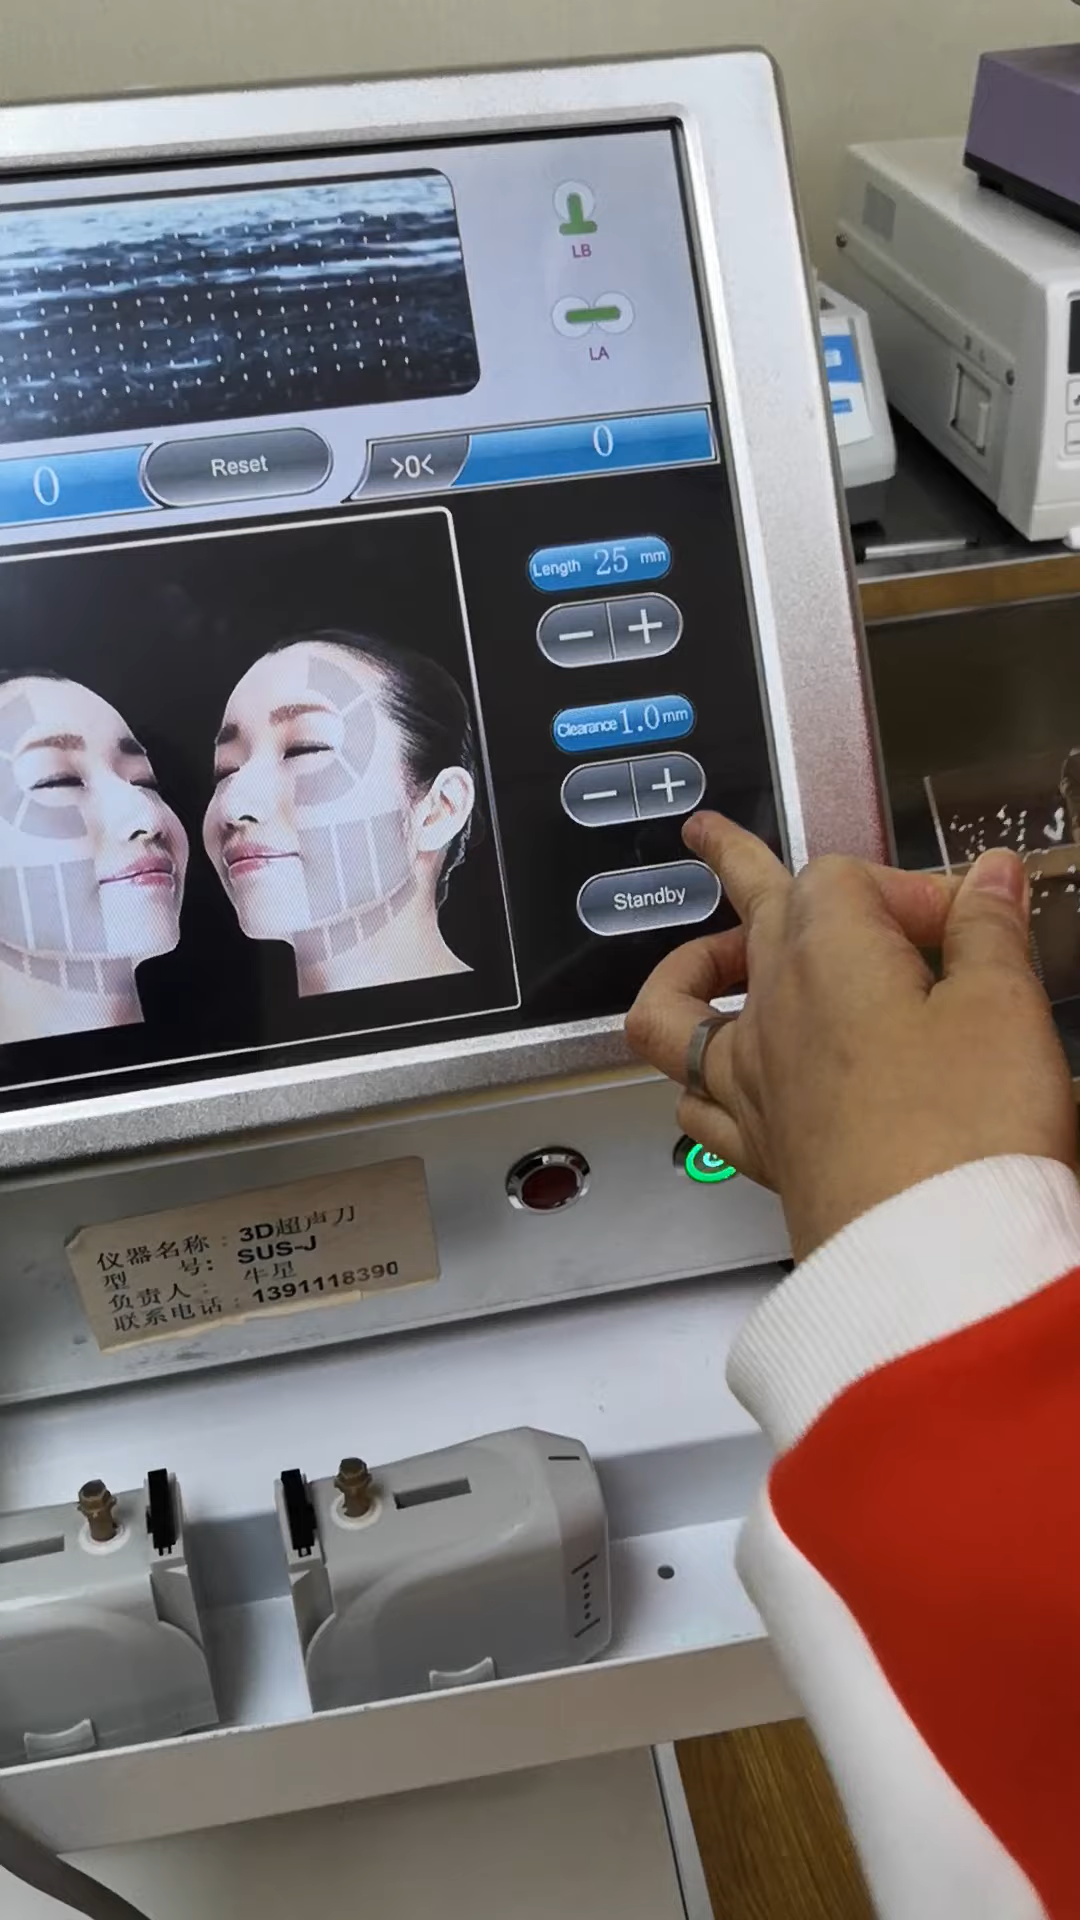 LB
LA
0
Reset
>0<
0
Length 25 mm
− +
Clearance 1.0 mm
− +
Standby
仪器名称：3D超声刀
型 号：SUS-J
负责人：牛星
联系电话：1391118390